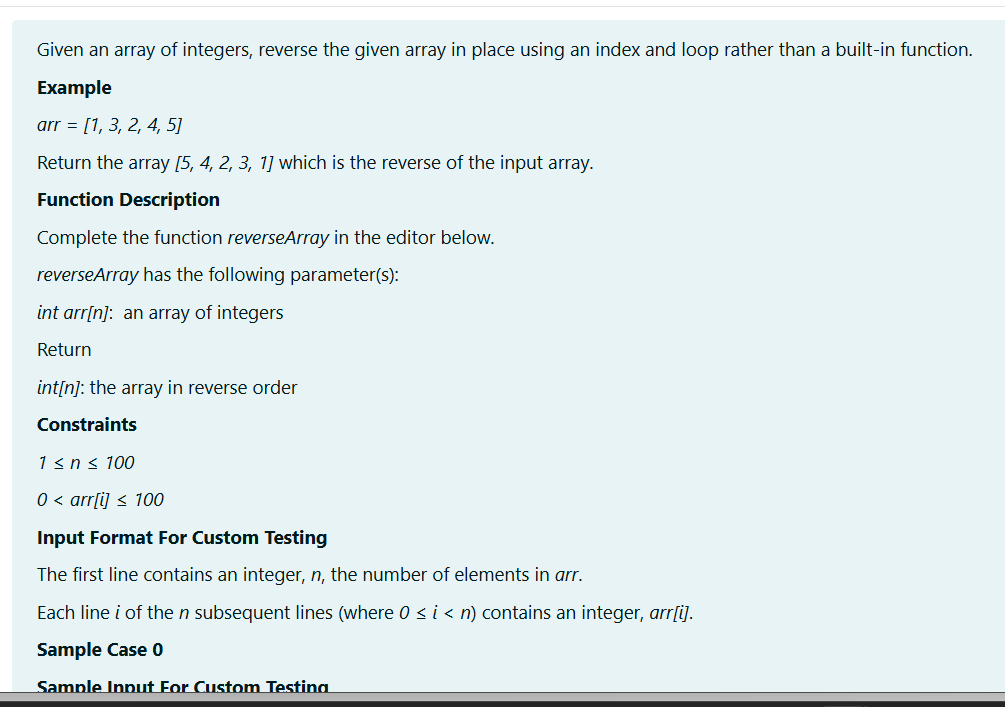 Given an array of integers, reverse the given array in place using an index and loop rather than a built-in function.
Example
arr = [1, 3, 2, 4, 5]
Return the array [5, 4, 2, 3, 1] which is the reverse of the input array.
Function Description
Complete the function reverseArray in the editor below.
reverseArray has the following parameter(s):
int arr[n]: an array of integers
Return
int[n]: the array in reverse order
Constraints
1 ≤ n ≤ 100
0 < arr[i] ≤ 100
Input Format For Custom Testing
The first line contains an integer, n, the number of elements in arr.
Each line i of the n subsequent lines (where 0 ≤ i < n) contains an integer, arr[i].
Sample Case 0
Sample Input For Custom Testing